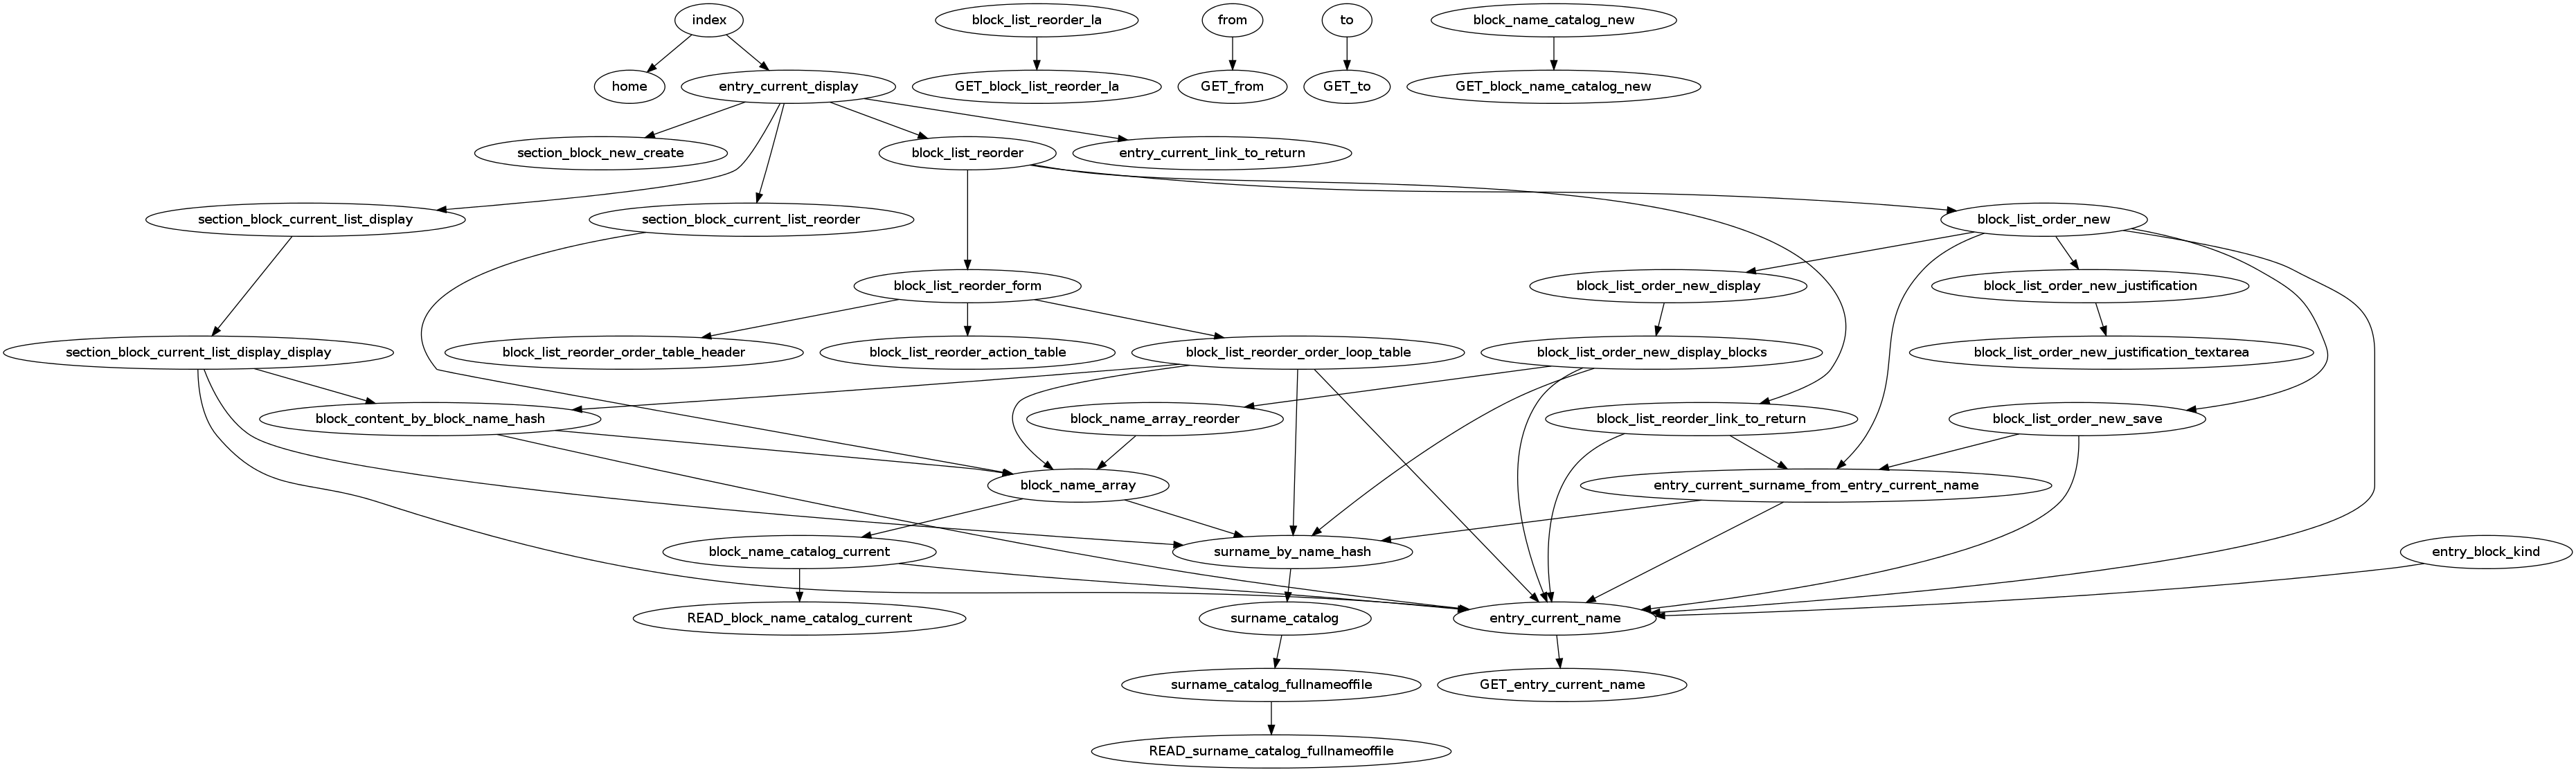 index
block_list_reorder_la
from
to
block_name_catalog_new
home
entry_current_display
GET_block_list_reorder_la
GET_from
GET_to
GET_block_name_catalog_new
section_block_new_create
block_list_reorder
entry_current_link_to_return
section_block_current_list_display
section_block_current_list_reorder
block_list_order_new
block_list_reorder_form
block_list_order_new_display
block_list_order_new_justification
section_block_current_list_display_display
block_list_reorder_order_table_header
block_list_reorder_action_table
block_list_reorder_order_loop_table
block_list_order_new_display_blocks
block_list_order_new_justification_textarea
block_content_by_block_name_hash
block_name_array_reorder
block_list_reorder_link_to_return
block_list_order_new_save
block_name_array
entry_current_surname_from_entry_current_name
block_name_catalog_current
surname_by_name_hash
entry_block_kind
READ_block_name_catalog_current
surname_catalog
entry_current_name
surname_catalog_fullnameoffile
GET_entry_current_name
READ_surname_catalog_fullnameoffile